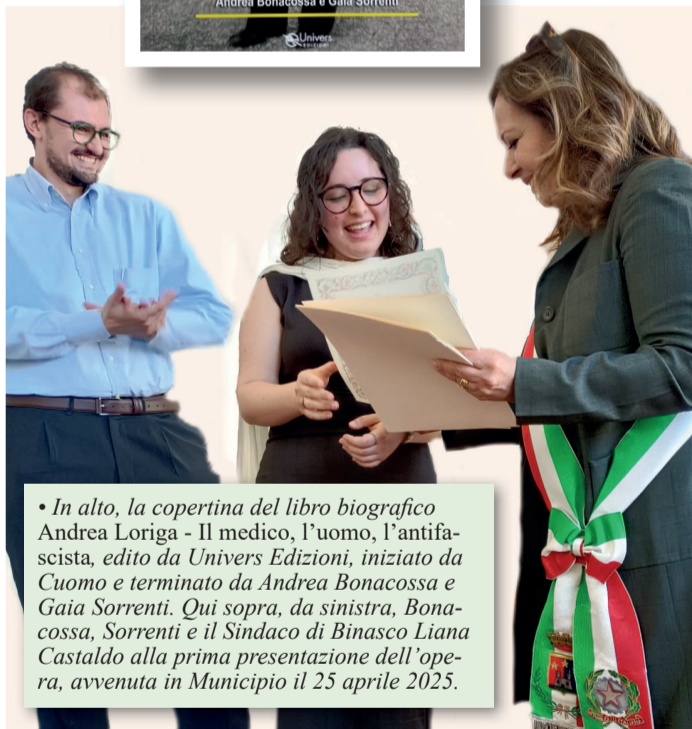 Andrea Bonacossa e Gaia Sorrenti
Univers
EDIZIONI
• In alto, la copertina del libro biografico
Andrea Loriga - Il medico, l’uomo, l’antifa-
scista, edito da Univers Edizioni, iniziato da
Cuomo e terminato da Andrea Bonacossa e
Gaia Sorrenti. Qui sopra, da sinistra, Bona-
cossa, Sorrenti e il Sindaco di Binasco Liana
Castaldo alla prima presentazione dell’ope-
ra, avvenuta in Municipio il 25 aprile 2025.